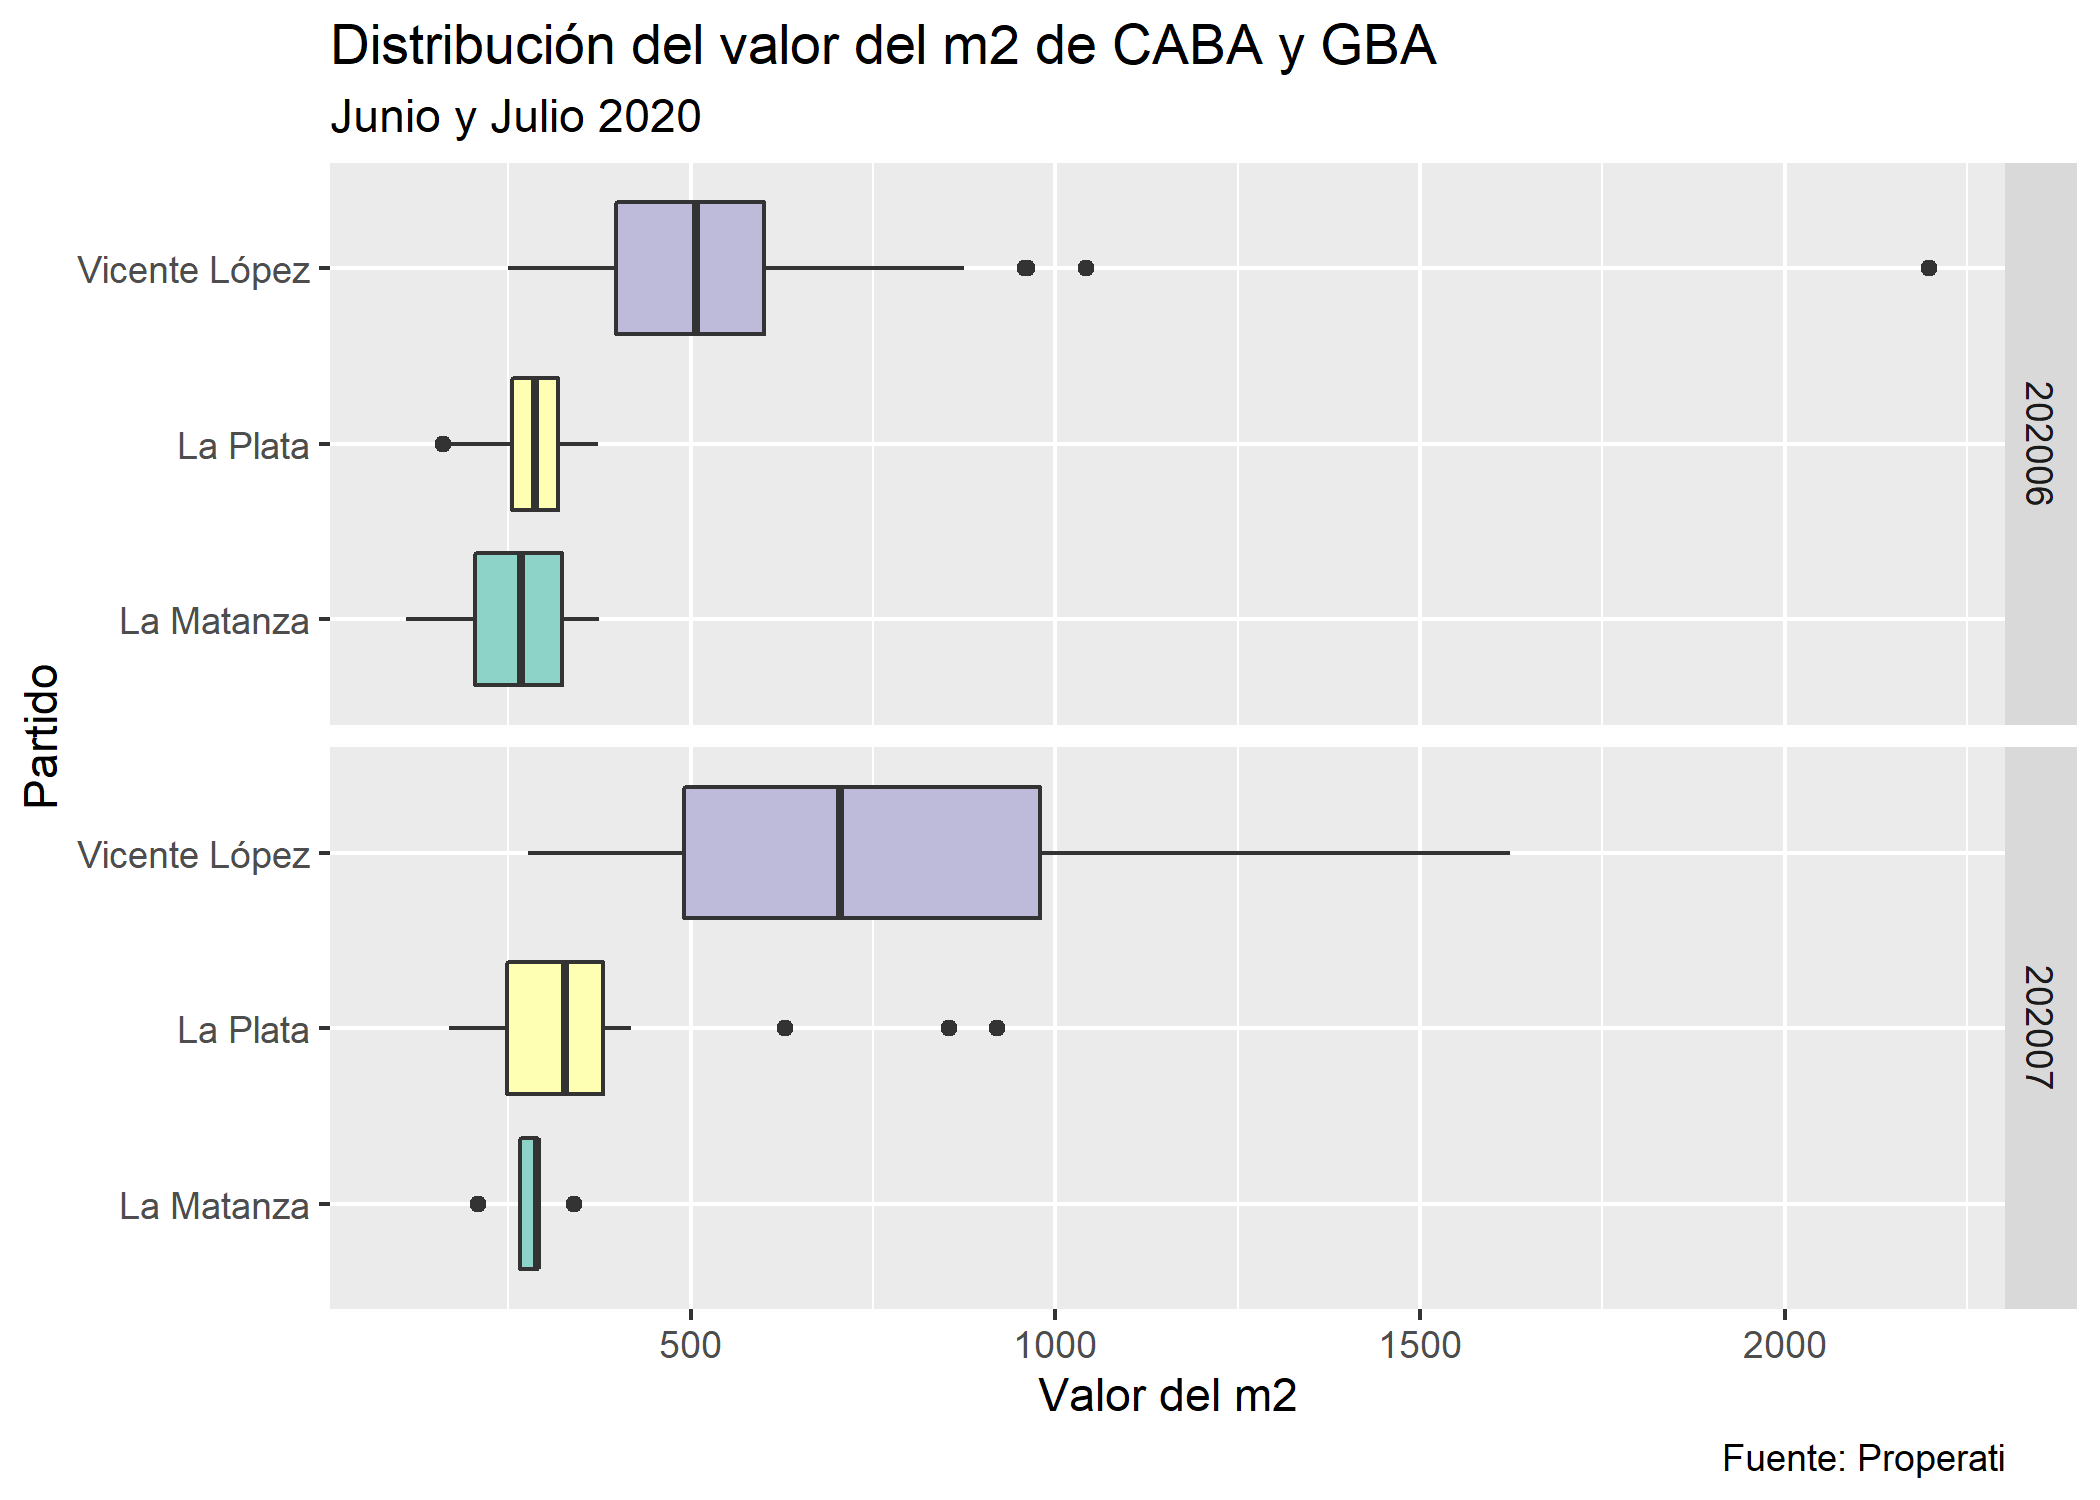 Distribución del valor del m2 de CABA y GBA
Junio y Julio 2020
Partido
Vicente López
La Plata
La Matanza
202006
Vicente López
La Plata
La Matanza
202007
500 1000 1500 2000
Valor del m2
Fuente: Properati